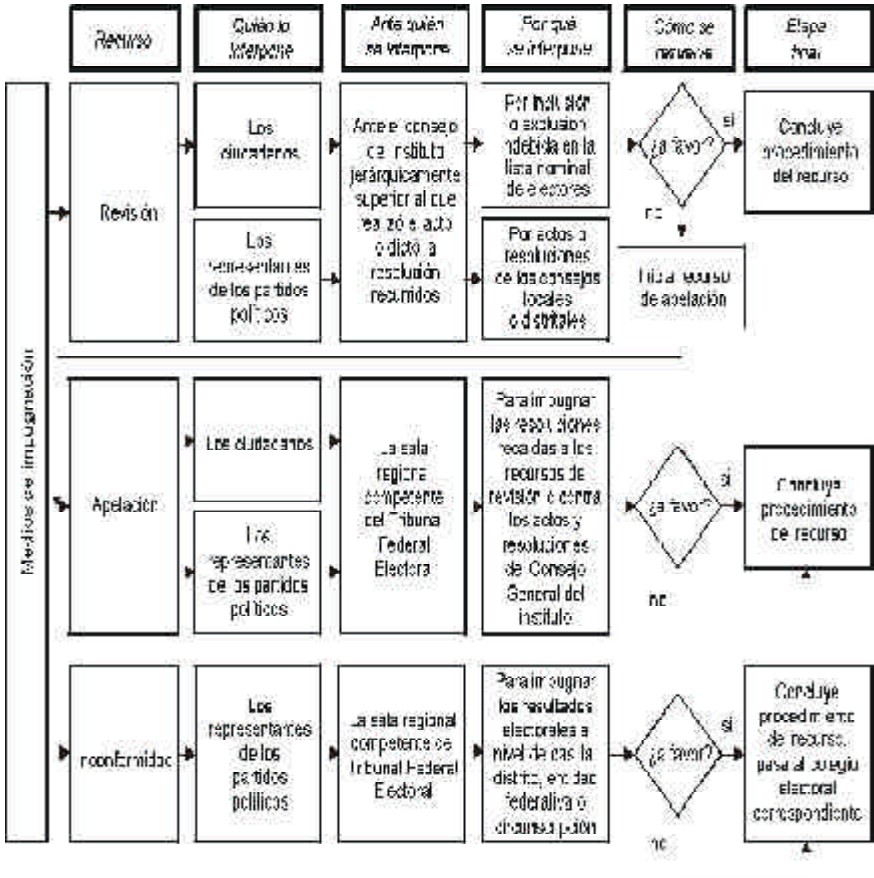 Recurso
Quién lo
interpone
Ante quién
se interpone
Por qué
se interpone
Cómo se
resuelve
Etapa
final
Medios de impugnación
Revisión
Los
ciudadanos
Los
representantes
de los partidos
políticos
Ante el consejo
del instituto
jerárquicamente
superior al que
realizó el acto
o dictó la
resolución
recurridos
Por inclusión
o exclusión
indebida en la
lista nominal
de electores
Por actos o
resoluciones
de los consejos
locales
o distritales
¿a favor?
si
no
Inicia recurso
de apelación
Concluye
procedimiento
del recurso
Apelación
Los ciudadanos
Los
representantes
de los partidos
políticos
La sala
regional
competente
del Tribunal
Federal
Electoral
Para impugnar
las resoluciones
recaídas a los
recursos de
revisión o contra
los actos y
resoluciones
del Consejo
General del
instituto
¿a favor?
si
no
Concluye
procedimiento
del recurso
Inconformidad
Los
representantes
de los
partidos
políticos
La sala regional
competente del
Tribunal Federal
Electoral
Para impugnar
los resultados
electorales a
nivel de casilla,
distrito, entidad
federativa o
circunscripción
¿a favor?
si
no
Concluye
procedimiento
del recurso,
pasa al colegio
electoral
correspondiente